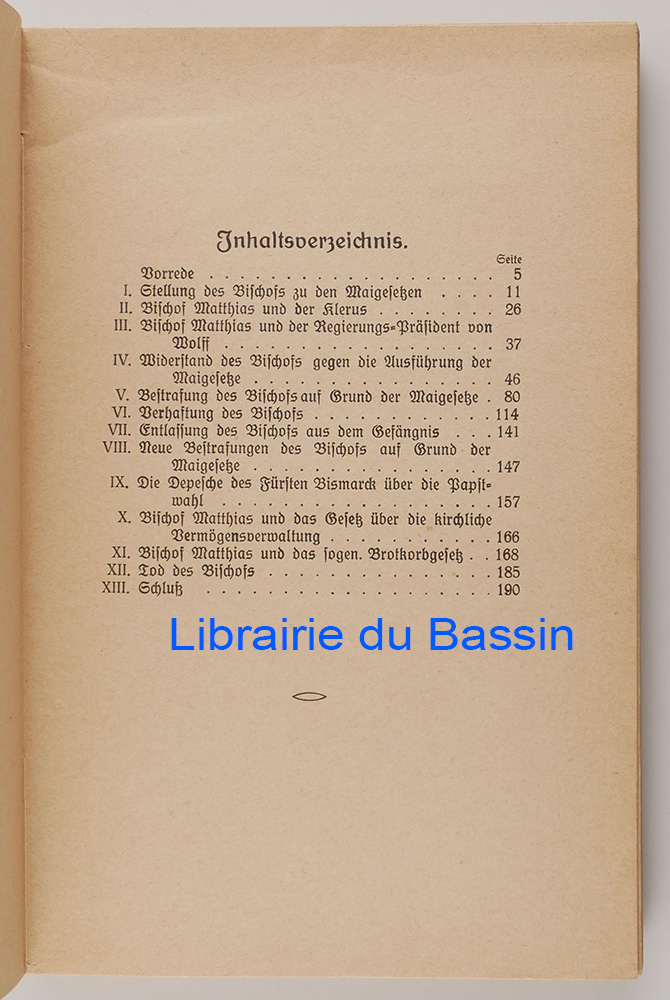 Inhaltsverzeichnis.
Seite
Vorrede . . . . . . . . . . . . . . . . . . . 5
I. Stellung des Bischofs zu den Maigesetzen . . . . 11
II. Bischof Matthias und der Klerus . . . . . . . . 26
III. Bischof Matthias und der Regierungs-Präsident von
Wolff . . . . . . . . . . . . . . . . . . 37
IV. Widerstand des Bischofs gegen die Ausführung der
Maigesetze . . . . . . . . . . . . . . . . 46
V. Bestrafung des Bischofs auf Grund der Maigesetze . 80
VI. Verhaftung des Bischofs . . . . . . . . . . . . 114
VII. Entlassung des Bischofs aus dem Gefängnis . . . 141
VIII. Neue Bestrafungen des Bischofs auf Grund der
Maigesetze . . . . . . . . . . . . . . . . 147
IX. Die Depesche des Fürsten Bismarck über die Papst-
wahl . . . . . . . . . . . . . . . . . . 157
X. Bischof Matthias und das Gesetz über die kirchliche
Vermögensverwaltung . . . . . . . . . . . 166
XI. Bischof Matthias und das sogen. Brotkorbgesetz . . 168
XII. Tod des Bischofs . . . . . . . . . . . . . . . 185
XIII. Schluß . . . . . . . . . . . . . . . . . . . 190
Librairie du Bassin